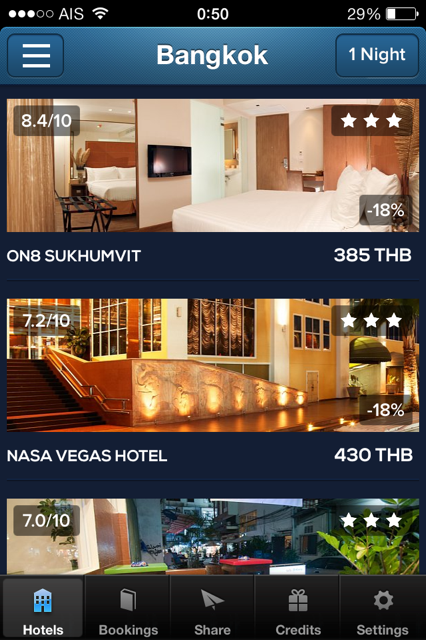 AIS 0:50 29%
Bangkok 1 Night
8.4/10
-18%
ON8 SUKHUMVIT 385 THB
7.2/10
-18%
NASA VEGAS HOTEL 430 THB
7.0/10
Hotels Bookings Share Credits Settings